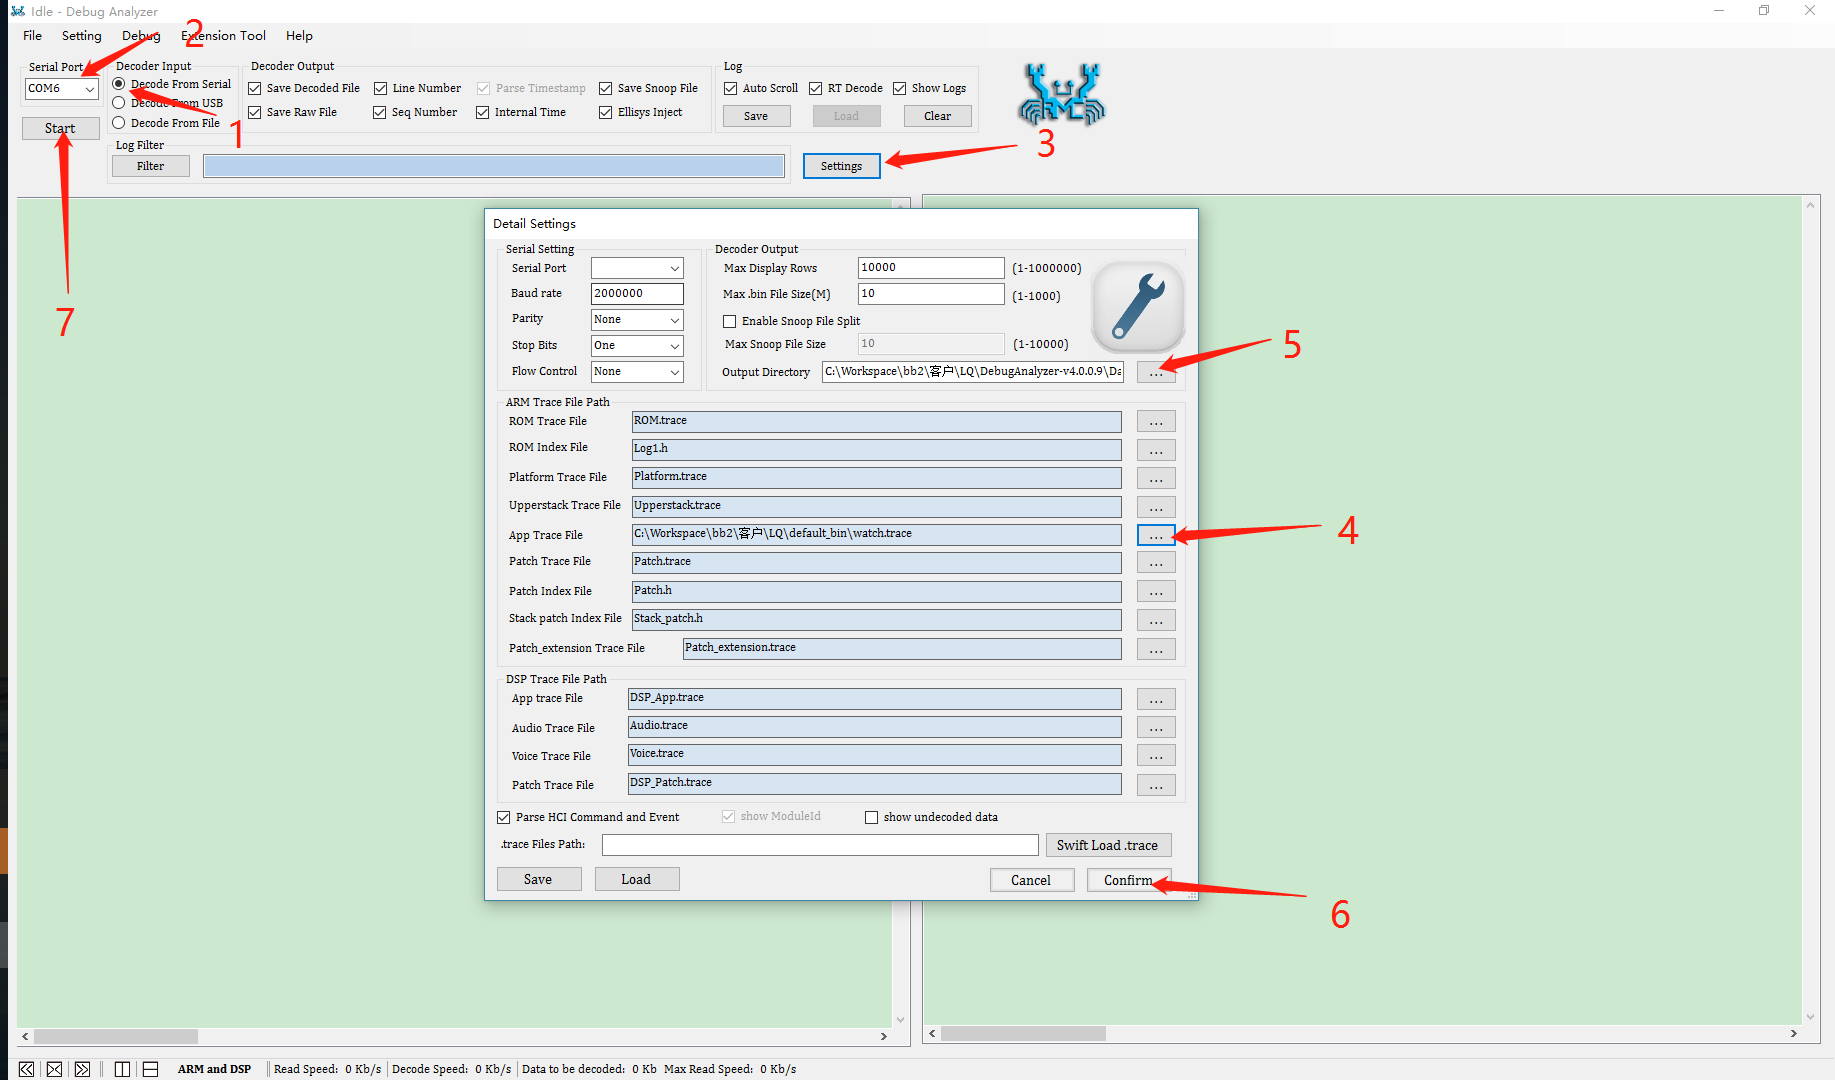 Idle - Debug Analyzer
File Setting Debug Extension Tool Help
2
Serial Port
COM6
Start
Decoder Input
Decode From Serial
Decode From USB
Decode From File
1
Decoder Output
Save Decoded File Line Number Parse Timestamp Save Snoop File
Save Raw File Seq Number Internal Time Ellisys Inject
Log
Auto Scroll RT Decode Show Logs
Save Load Clear
3
Log Filter
Filter
Settings
7
Detail Settings
Serial Setting
Serial Port
Baud rate 2000000
Parity None
Stop Bits One
Flow Control None
Decoder Output
Max Display Rows 10000 (1-1000000)
Max .bin File Size(M) 10 (1-1000)
Enable Snoop File Split
Max Snoop File Size 10 (1-10000)
Output Directory C:\Workspace\bb2\客户\LQ\DebugAnalyzer-v4.0.0.9\Da ...
5
ARM Trace File Path
ROM Trace File ROM.trace ...
ROM Index File Log1.h ...
Platform Trace File Platform.trace ...
Upperstack Trace File Upperstack.trace ...
App Trace File C:\Workspace\bb2\客户\LQ\default_bin\watch.trace ...
4
Patch Trace File Patch.trace ...
Patch Index File Patch.h ...
Stack patch Index File Stack_patch.h ...
Patch_extension Trace File Patch_extension.trace ...
DSP Trace File Path
App trace File DSP_App.trace ...
Audio Trace File Audio.trace ...
Voice Trace File Voice.trace ...
Patch Trace File DSP_Patch.trace ...
Parse HCI Command and Event show ModuleId show undecoded data
.trace Files Path: Swift Load .trace
Save Load Cancel Confirm
6
ARM and DSP Read Speed: 0 Kb/s Decode Speed: 0 Kb/s Data to be decoded: 0 Kb Max Read Speed: 0 Kb/s